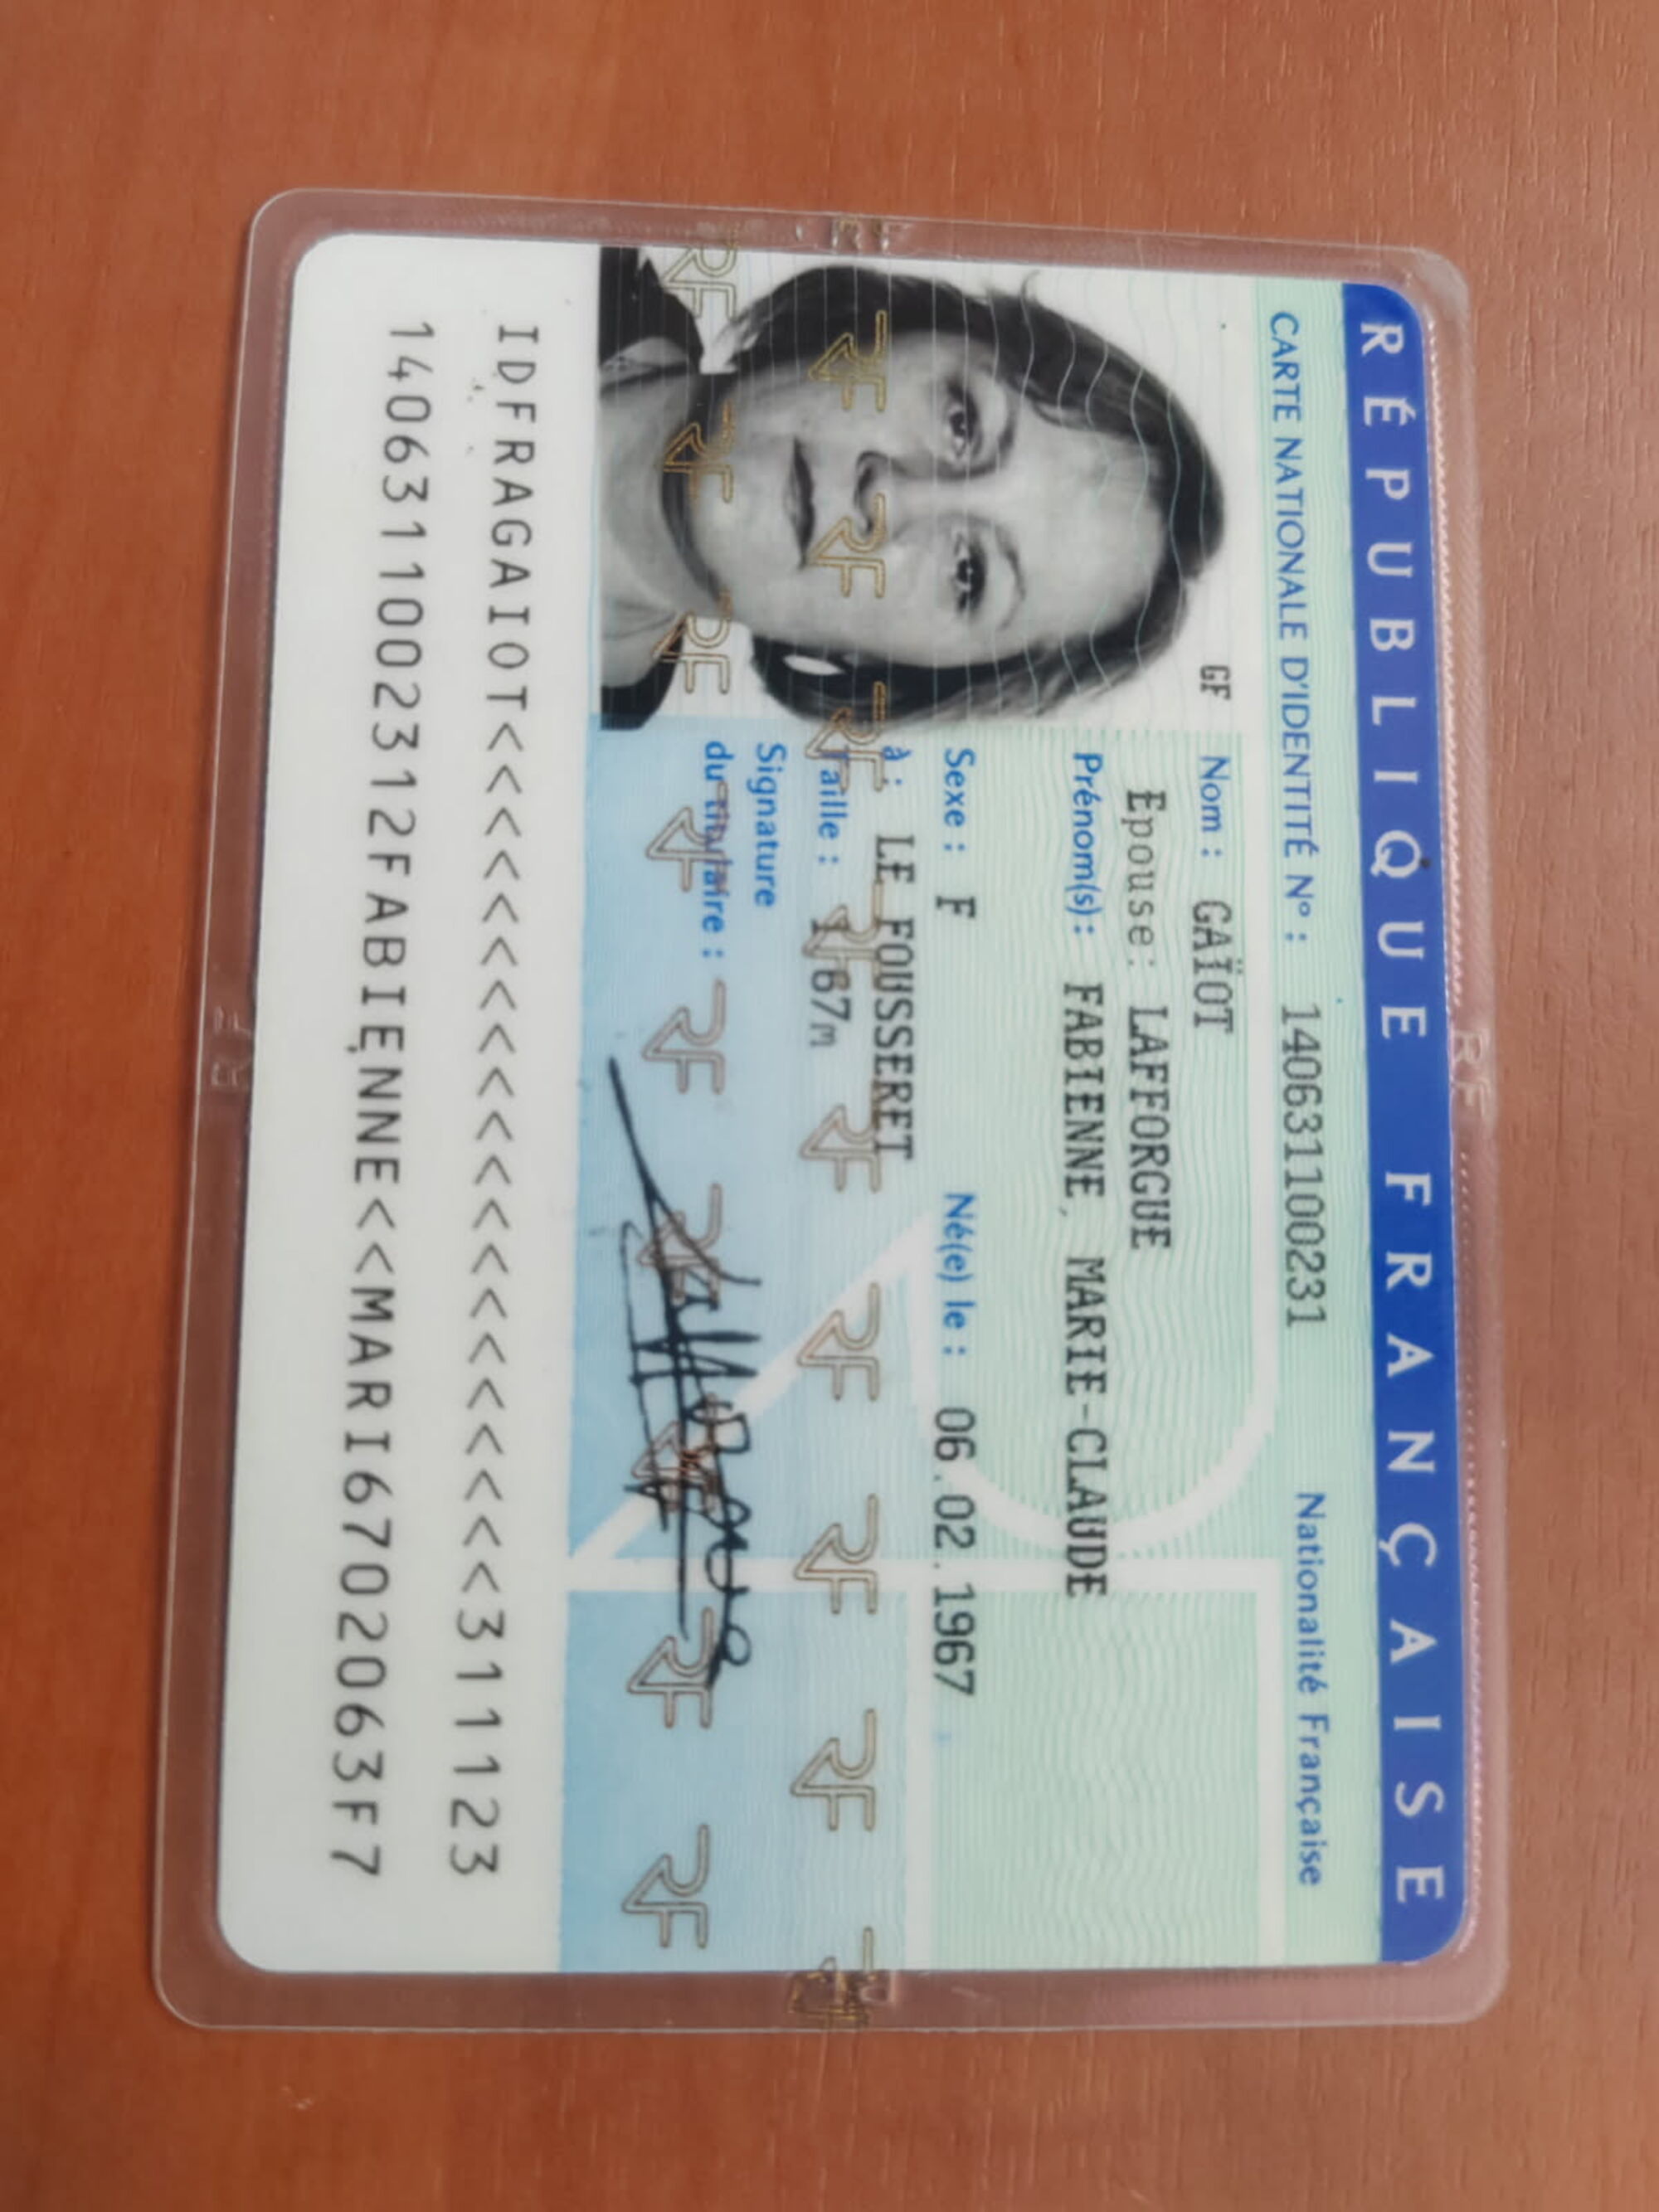 RÉPUBLIQUE FRANÇAISE
CARTE NATIONALE D'IDENTITÉ N° : 140631100231 Nationalité Française
GF Nom : GAÏOT
Epouse: LAFFORGUE
Prénom(s) : FABIENNE, MARIE-CLAUDE
Sexe : F Né(e) le : 06.02.1967
à : LE FOUSSERET
Taille : 1,67m
Signature
du titulaire :
IDFRAGAIOT<<<<<<<<<<<<<<<<<<<<311123
1406311002312FABIENNE<<MARI6702063F7